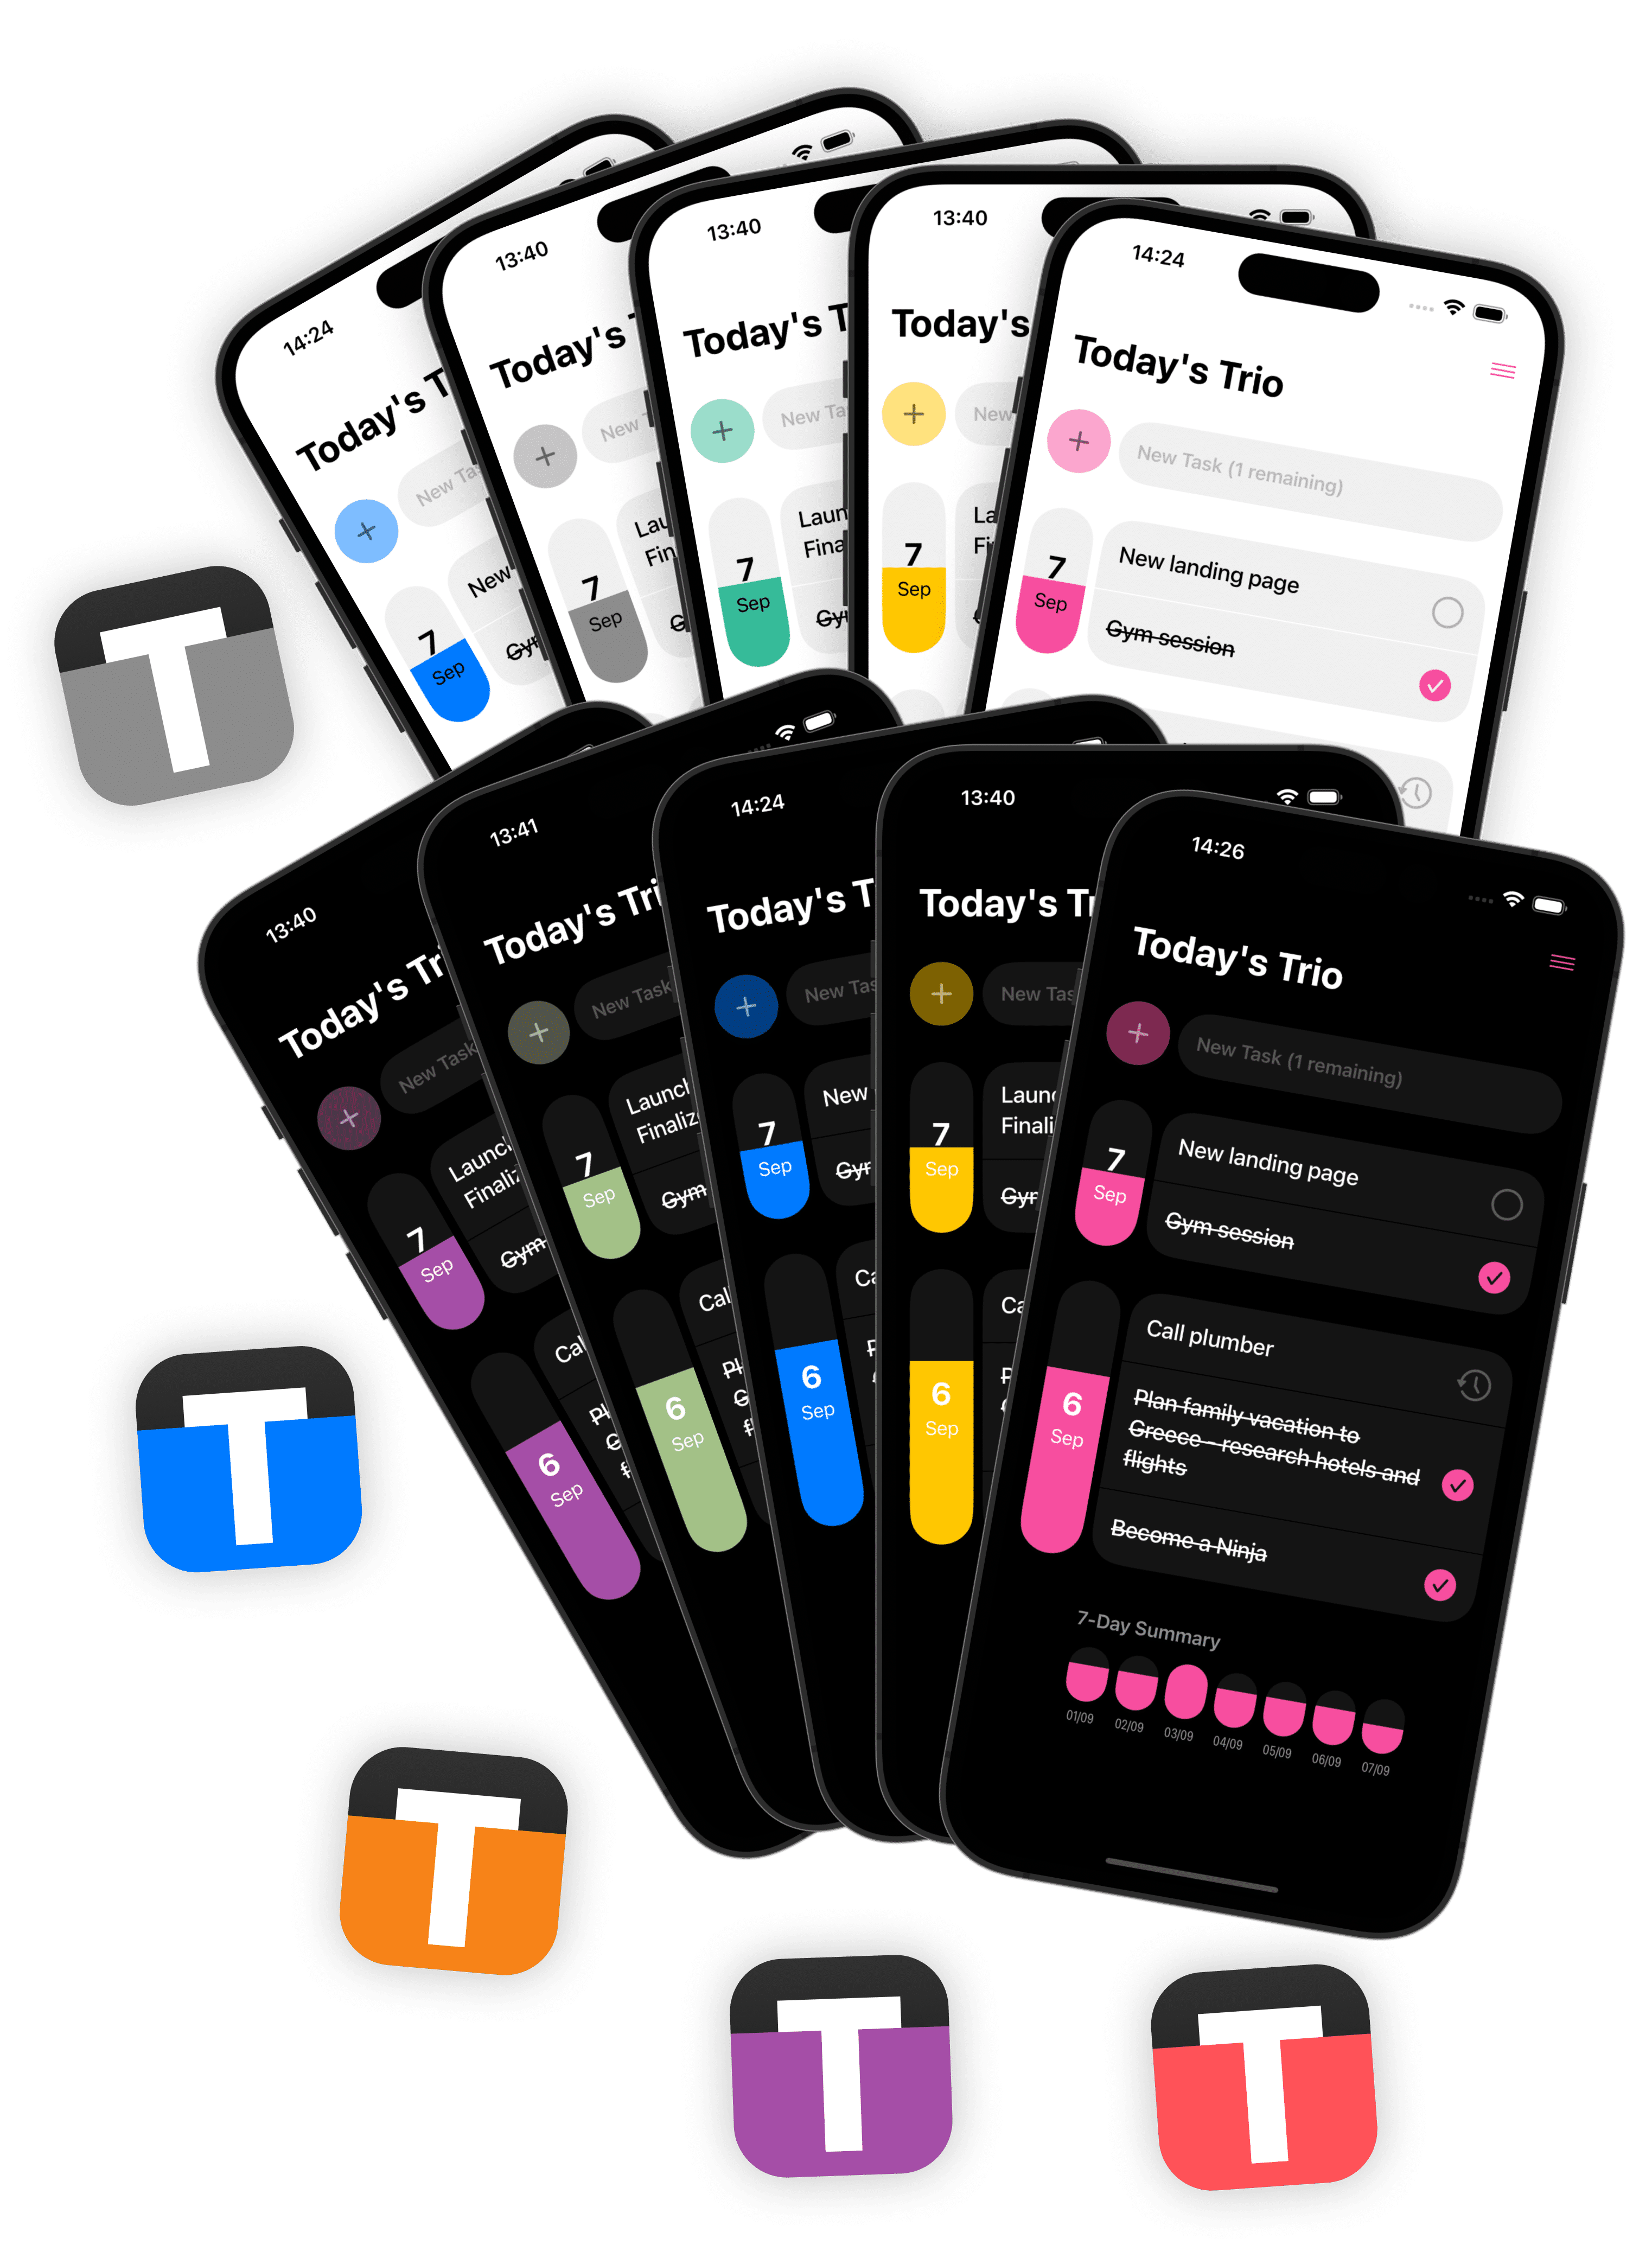 14:24
Today's T
New Tas
7
Sep
New
Gyr
13:40
Today's
New
7
Sep
Lau
Fin
G
13:40
Today's T
New Ta
7
Sep
Laun
Fina
Gy
13:40
Today's
New
7
Sep
La
Fi
14:24
Today's Trio
New Task (1 remaining)
7
Sep
New landing page
Gym session
13:40
Today's Tri
New Task
7
Sep
Launc
Finaliz
Gym
6
Sep
Cal
Pl
G
f
13:41
Today's Tri
New Task
7
Sep
Launch
Finaliz
Gym
6
Sep
Cal
Pl
G
f
14:24
Today's T
New Tas
7
Sep
New
Gyr
6
Sep
Ca
13:40
Today's Tr
New Tas
7
Sep
Laun
Finali
Gyr
6
Sep
Ca
14:26
Today's Trio
New Task (1 remaining)
7
Sep
New landing page
Gym session
6
Sep
Call plumber
Plan family vacation to
Greece - research hotels and
flights
Become a Ninja
7-Day Summary
01/09 02/09 03/09 04/09 05/09 06/09 07/09
T
T
T
T
T